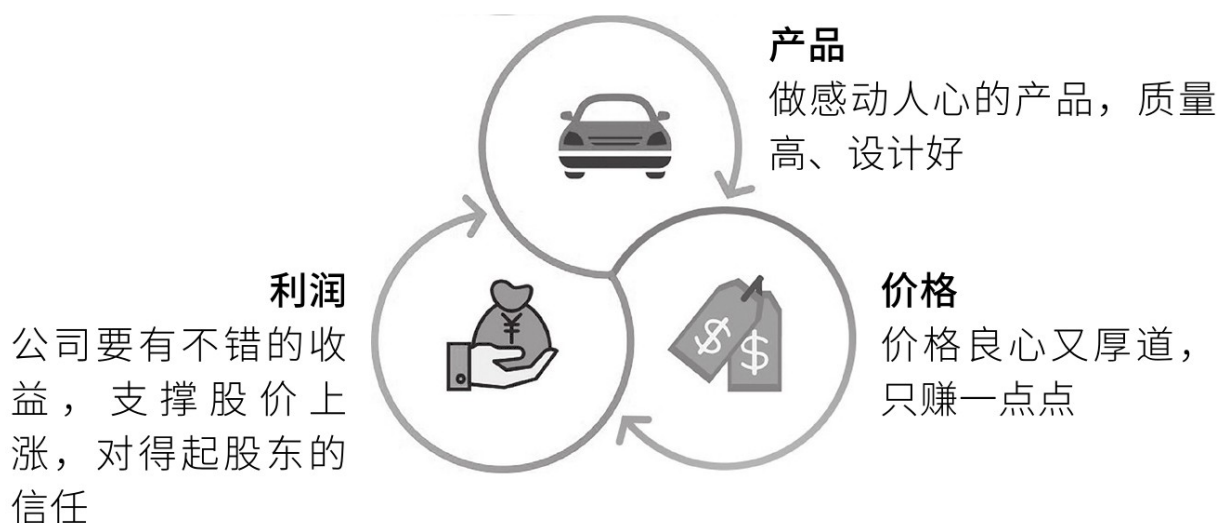 产品
做感动人心的产品，质量
高、设计好
利润
公司要有不错的收
益，支撑股价上
涨，对得起股东的
信任
¥
$
$
价格
价格良心又厚道，
只赚一点点